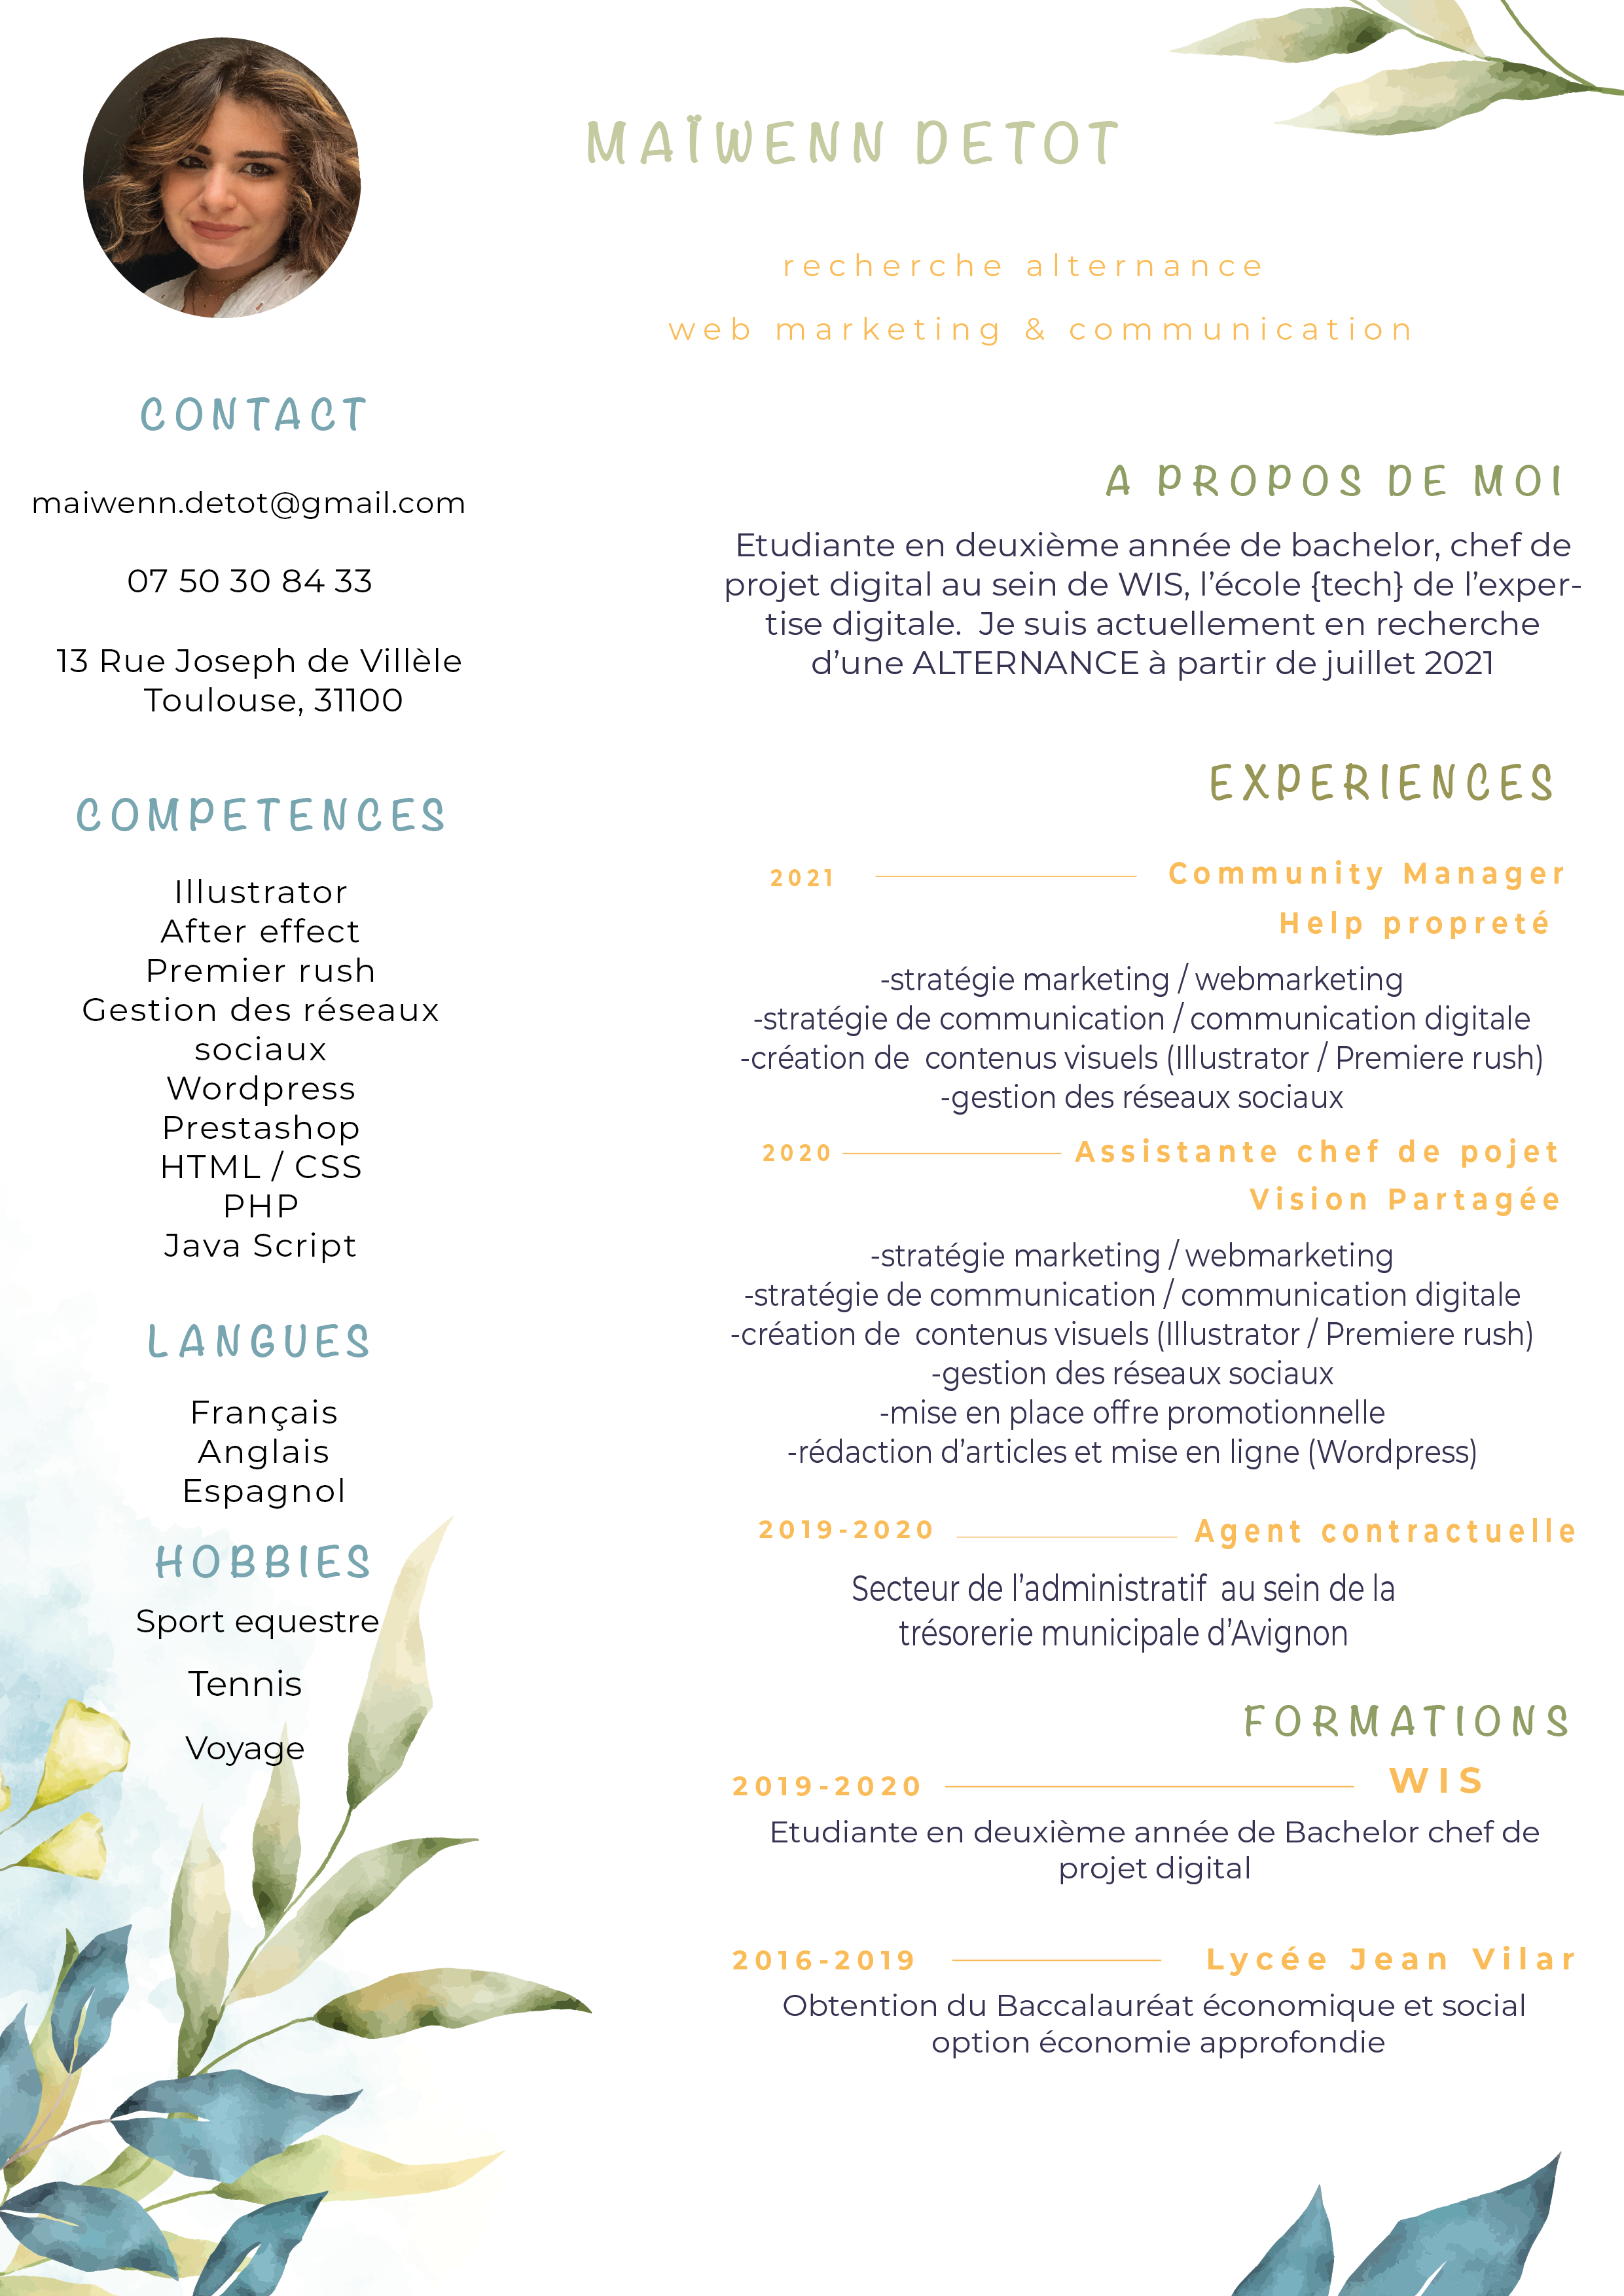 MAÏWENN DETOT
recherche alternance
web marketing & communication
CONTACT
maiwenn.detot@gmail.com
07 50 30 84 33
13 Rue Joseph de Villèle
Toulouse, 31100
COMPETENCES
Illustrator
After effect
Premier rush
Gestion des réseaux
sociaux
Wordpress
Prestashop
HTML / CSS
PHP
Java Script
LANGUES
Français
Anglais
Espagnol
HOBBIES
Sport equestre
Tennis
Voyage
A PROPOS DE MOI
Etudiante en deuxième année de bachelor, chef de
projet digital au sein de WIS, l’école {tech} de l’exper-
tise digitale.  Je suis actuellement en recherche
d’une ALTERNANCE à partir de juillet 2021
EXPERIENCES
2021 Community Manager
Help propreté
-stratégie marketing / webmarketing
-stratégie de communication / communication digitale
-création de  contenus visuels (Illustrator / Premiere rush)
-gestion des réseaux sociaux
2020 Assistante chef de pojet
Vision Partagée
-stratégie marketing / webmarketing
-stratégie de communication / communication digitale
-création de  contenus visuels (Illustrator / Premiere rush)
-gestion des réseaux sociaux
-mise en place offre promotionnelle
-rédaction d’articles et mise en ligne (Wordpress)
2019-2020 Agent contractuelle
Secteur de l’administratif  au sein de la
trésorerie municipale d’Avignon
FORMATIONS
2019-2020 WIS
Etudiante en deuxième année de Bachelor chef de
projet digital
2016-2019 Lycée Jean Vilar
Obtention du Baccalauréat économique et social
option économie approfondie